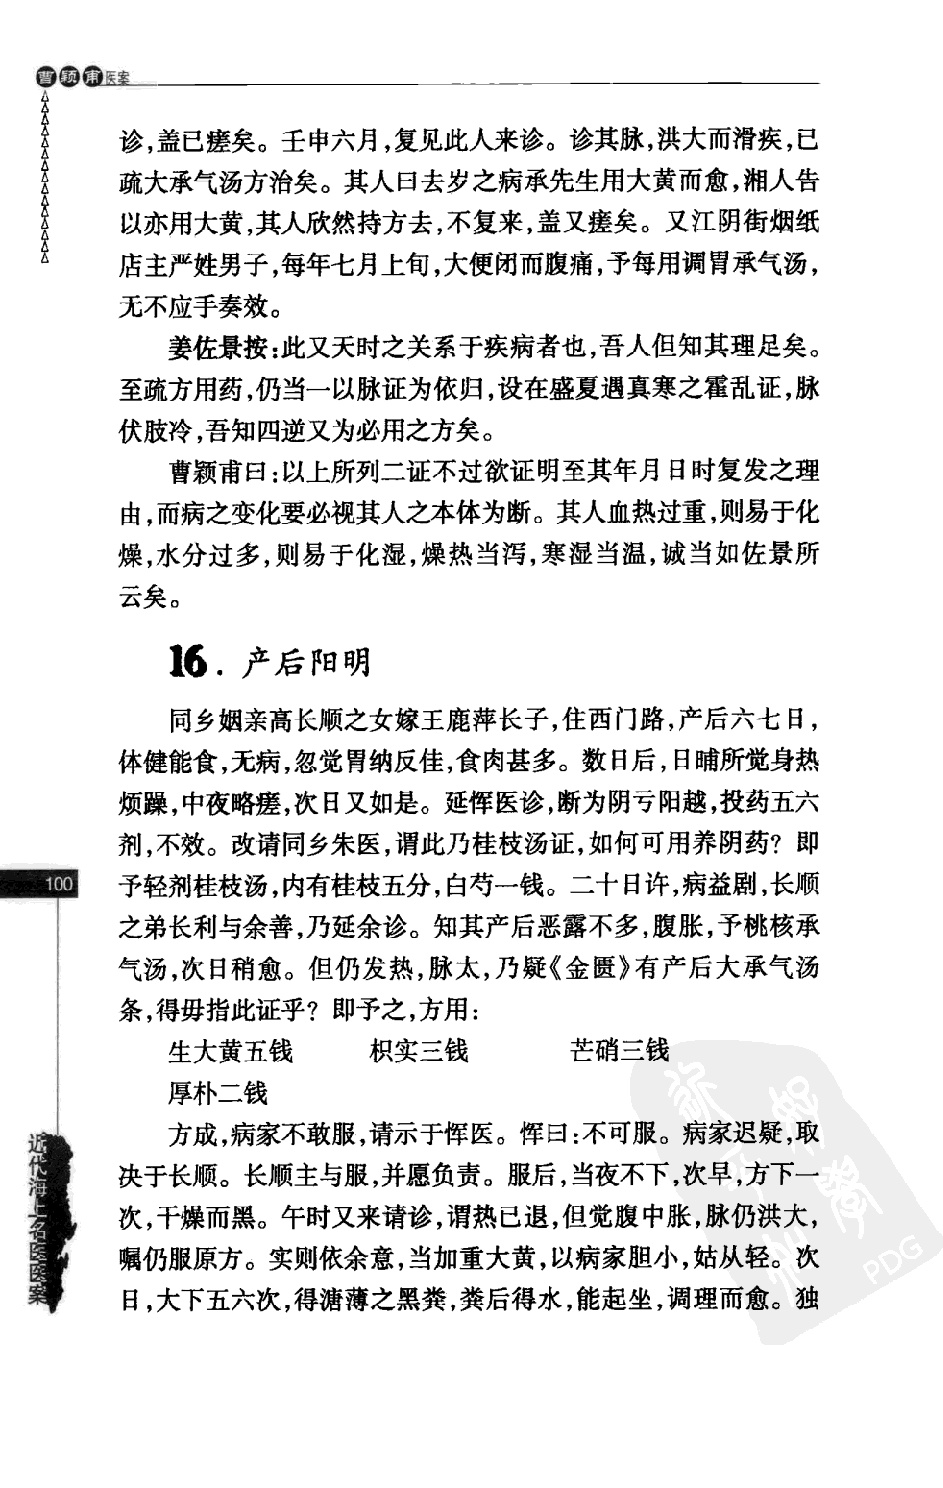 曹颖甫医案
诊,盖已瘥矣。壬申六月,复见此人来诊。诊其脉,洪大而滑疾,已
疏大承气汤方治矣。其人曰去岁之病承先生用大黄而愈,湘人告
以亦用大黄,其人欣然持方去,不复来,盖又瘥矣。又江阴街烟纸
店主严姓男子,每年七月上旬,大便闭而腹痛,予每用调胃承气汤,
无不应手奏效。
姜佐景按:此又天时之关系于疾病者也,吾人但知其理足矣。
至疏方用药,仍当一以脉证为依归,设在盛夏遇真寒之霍乱证,脉
伏肢冷,吾知四逆又为必用之方矣。
曹颖甫曰:以上所列二证不过欲证明至其年月日时复发之理
由,而病之变化要必视其人之本体为断。其人血热过重,则易于化
燥,水分过多,则易于化湿,燥热当泻,寒湿当温,诚当如佐景所
云矣。
16. 产后阳明
同乡姻亲高长顺之女嫁王鹿萍长子,住西门路,产后六七日,
体健能食,无病,忽觉胃纳反佳,食肉甚多。数日后,日晡所觉身热
烦躁,中夜略瘥,次日又如是。延恽医诊,断为阴亏阳越,投药五六
剂,不效。改请同乡朱医,谓此乃桂枝汤证,如何可用养阴药?即
予轻剂桂枝汤,内有桂枝五分,白芍一钱。二十日许,病益剧,长顺
之弟长利与余善,乃延余诊。知其产后恶露不多,腹胀,予桃核承
气汤,次日稍愈。但仍发热,脉太,乃疑《金匮》有产后大承气汤
条,得毋指此证乎?即予之,方用:
生大黄五钱 枳实三钱 芒硝三钱
厚朴二钱
方成,病家不敢服,请示于恽医。恽曰:不可服。病家迟疑,取
决于长顺。长顺主与服,并愿负责。服后,当夜不下,次早,方下一
次,干燥而黑。午时又来请诊,谓热已退,但觉腹中胀,脉仍洪大,
嘱仍服原方。实则依余意,当加重大黄,以病家胆小,姑从轻。次
日,大下五六次,得溏薄之黑粪,粪后得水,能起坐,调理而愈。独
100
近代海上名医医案
PDG